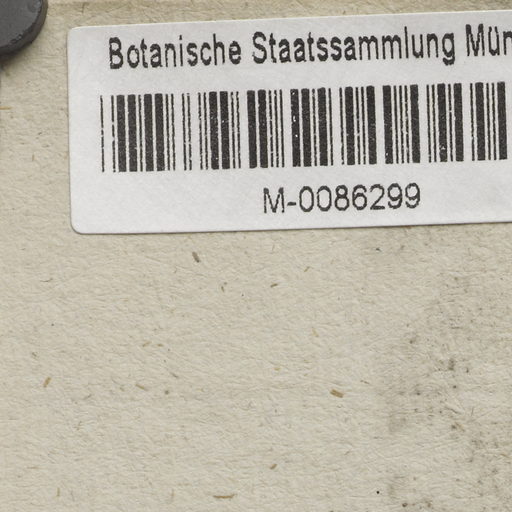 Botanische Staatssammlung Mün
M-0086299